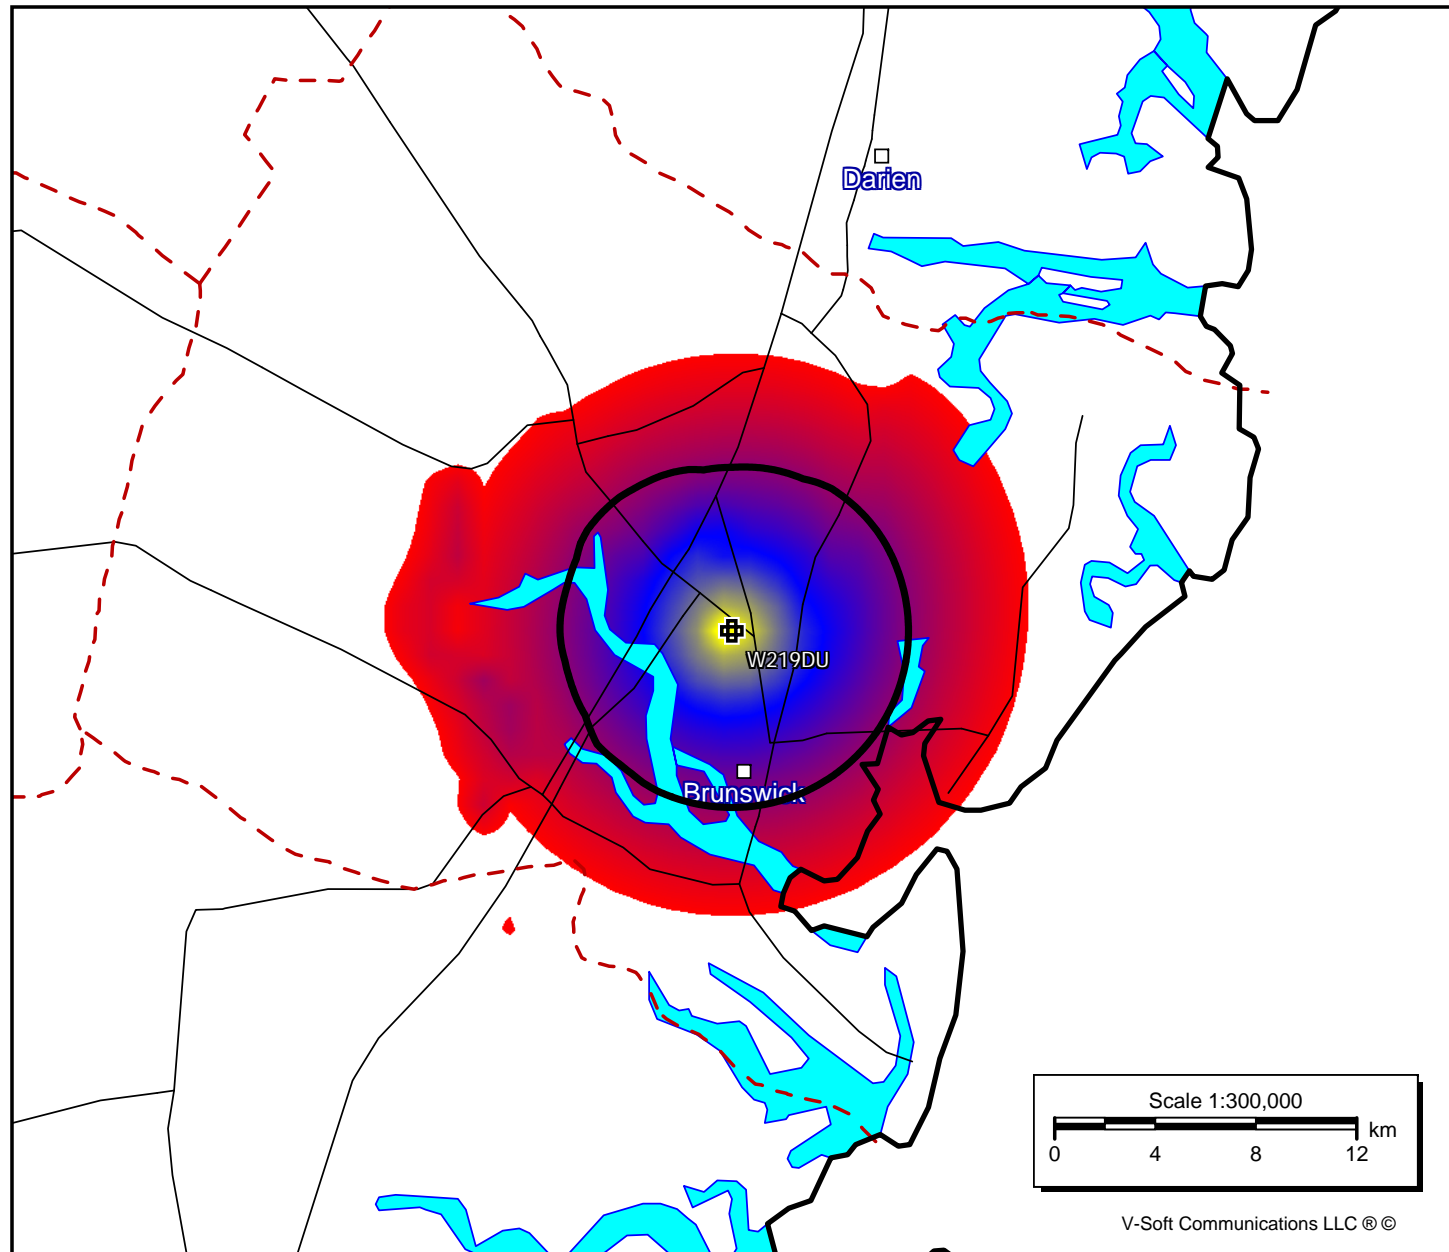 Darien
W219DU
Brunswick
Scale 1:300,000
km
0 4 8 12
V-Soft Communications LLC ® ©